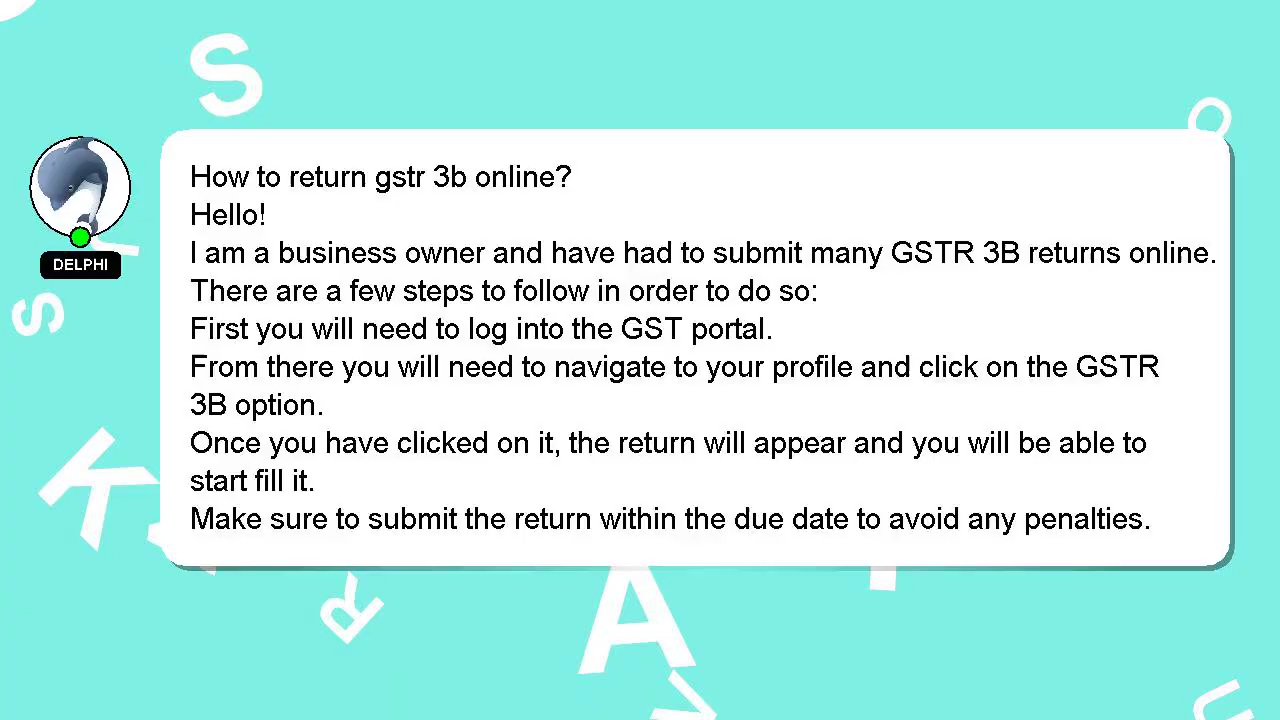 How to return gstr 3b online?
Hello!
I am a business owner and have had to submit many GSTR 3B returns online.
There are a few steps to follow in order to do so:
First you will need to log into the GST portal.
From there you will need to navigate to your profile and click on the GSTR
3B option.
Once you have clicked on it, the return will appear and you will be able to
start fill it.
Make sure to submit the return within the due date to avoid any penalties.
DELPHI
S
O
S
K
R
A
U